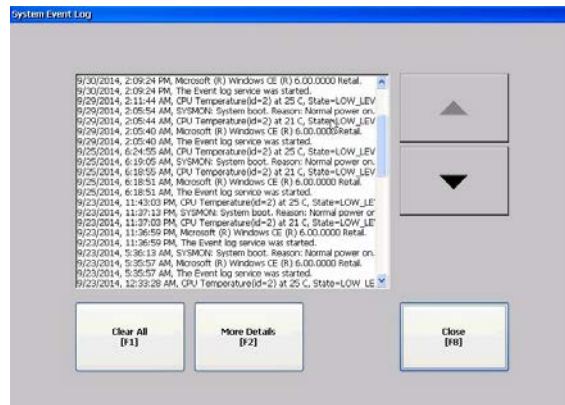 System Event Log
9/30/2014, 2:09:24 PM, Microsoft (R) Windows CE (R) 6.00.0000 Retail.
9/30/2014, 2:09:24 PM, The Event log service was started.
9/29/2014, 2:11:44 AM, CPU Temperature(id=2) at 25 C, State=LOW_LEV
9/29/2014, 2:05:54 AM, SYSMON: System boot. Reason: Normal power on.
9/29/2014, 2:05:44 AM, CPU Temperature(id=2) at 21 C, State=LOW_LEV
9/29/2014, 2:05:40 AM, Microsoft (R) Windows CE (R) 6.00.0000 Retail.
9/29/2014, 2:05:40 AM, The Event log service was started.
9/25/2014, 6:24:55 AM, CPU Temperature(id=2) at 25 C, State=LOW_LEV
9/25/2014, 6:19:05 AM, SYSMON: System boot. Reason: Normal power on.
9/25/2014, 6:18:55 AM, CPU Temperature(id=2) at 21 C, State=LOW_LEV
9/25/2014, 6:18:51 AM, Microsoft (R) Windows CE (R) 6.00.0000 Retail.
9/25/2014, 6:18:51 AM, The Event log service was started.
9/23/2014, 11:43:03 PM, CPU Temperature(id=2) at 25 C, State=LOW_LE
9/23/2014, 11:37:13 PM, SYSMON: System boot. Reason: Normal power or
9/23/2014, 11:37:03 PM, CPU Temperature(id=2) at 21 C, State=LOW_LE
9/23/2014, 11:36:59 PM, Microsoft (R) Windows CE (R) 6.00.0000 Retail.
9/23/2014, 11:36:59 PM, The Event log service was started.
9/23/2014, 5:36:13 AM, SYSMON: System boot. Reason: Normal power on.
9/23/2014, 5:35:57 AM, Microsoft (R) Windows CE (R) 6.00.0000 Retail.
9/23/2014, 5:35:57 AM, The Event log service was started.
9/23/2014, 12:33:28 AM, CPU Temperature(id=2) at 25 C, State=LOW_LE
Clear All
[F1]
More Details
[F2]
Close
[F8]